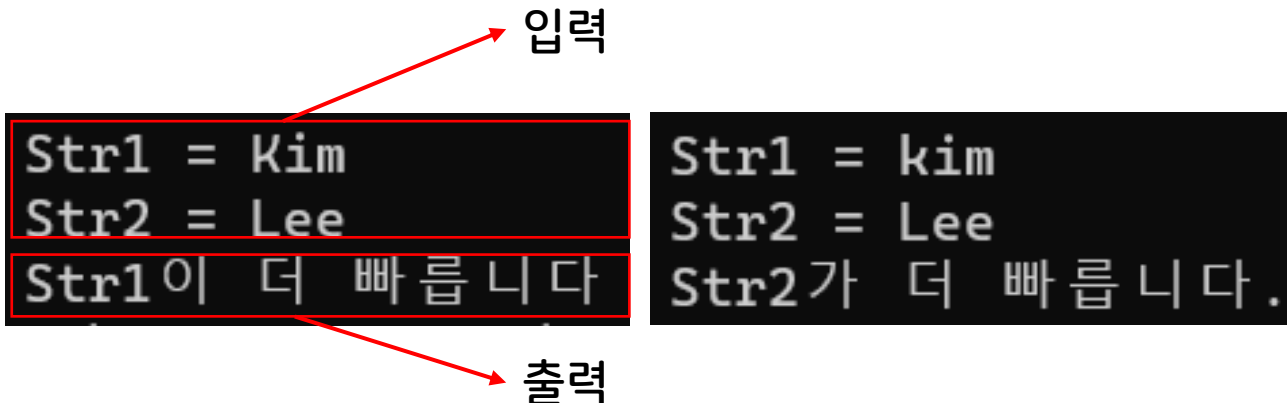 입력
Str1 = Kim
Str2 = Lee
Str1이 더 빠릅니다
Str1 = kim
Str2 = Lee
Str2가 더 빠릅니다.
출력